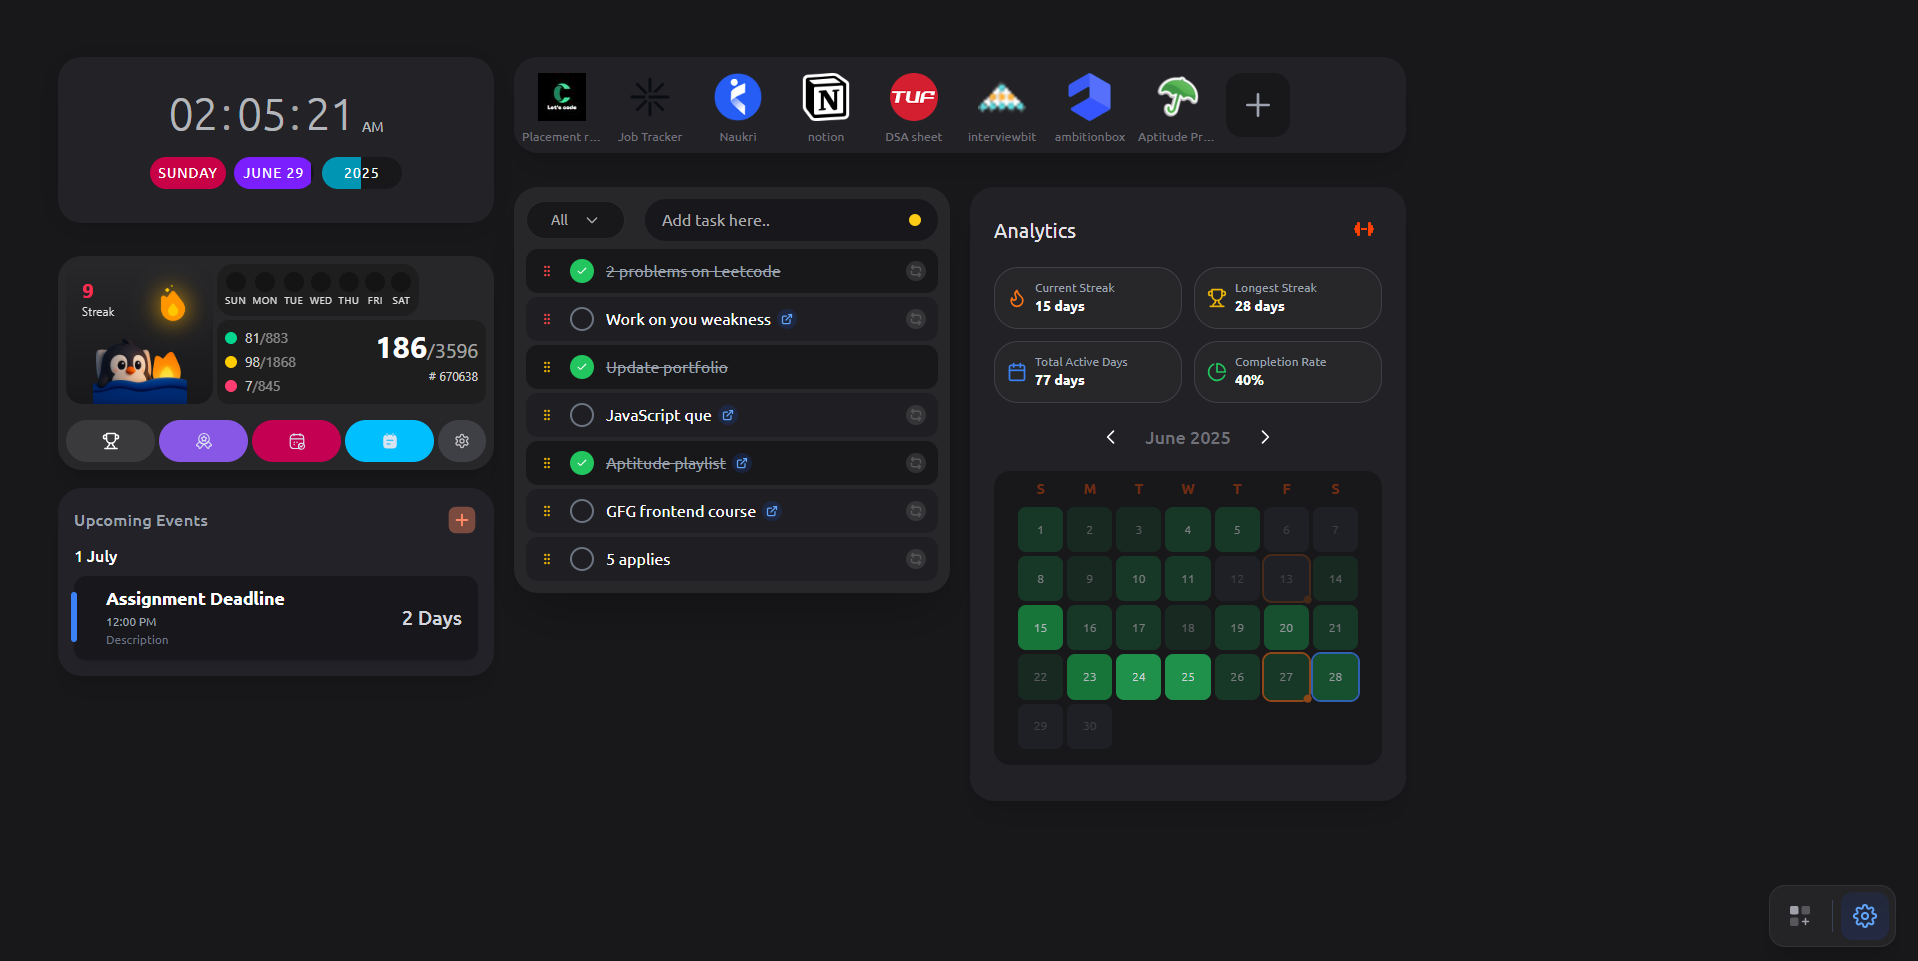 02:05:21 AM
SUNDAY JUNE 29 2025
9
Streak
SUN MON TUE WED THU FRI SAT
81/883
98/1868
7/845
186/3596
# 670638
Upcoming Events
1 July
Assignment Deadline
12:00 PM
Description
2 Days
C
Let's code
N
TUF
Placement r... Job Tracker Naukri notion DSA sheet interviewbit ambitionbox Aptitude Pr...
All
Add task here..
2 problems on Leetcode
Work on you weakness
Update portfolio
JavaScript que
Aptitude playlist
GFG frontend course
5 applies
Analytics
Current Streak
15 days
Longest Streak
28 days
Total Active Days
77 days
Completion Rate
40%
June 2025
S M T W T F S
1 2 3 4 5 6 7
8 9 10 11 12 13 14
15 16 17 18 19 20 21
22 23 24 25 26 27 28
29 30